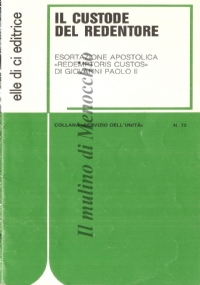 IL CUSTODE
DEL REDENTORE
ESORTAZIONE APOSTOLICA
«REDEMPTORIS CUSTOS»
DI GIOVANNI PAOLO II
elle di ci editrice
COLLANA «SERVIZIO DELL'UNITÀ»
N. 72
Il mulino di Menocchio